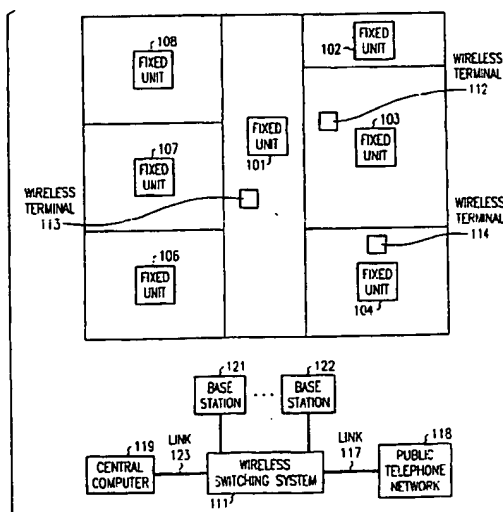 108
FIXED
UNIT
102
FIXED
UNIT
WIRELESS
TERMINAL
112
107
FIXED
UNIT
FIXED
UNIT
101
103
FIXED
UNIT
WIRELESS
TERMINAL
113
WIRELESS
TERMINAL
114
106
FIXED
UNIT
FIXED
UNIT
104
121
BASE
STATION
...
122
BASE
STATION
119
CENTRAL
COMPUTER
LINK
123
WIRELESS
SWITCHING SYSTEM
111
LINK
117
118
PUBLIC
TELEPHONE
NETWORK